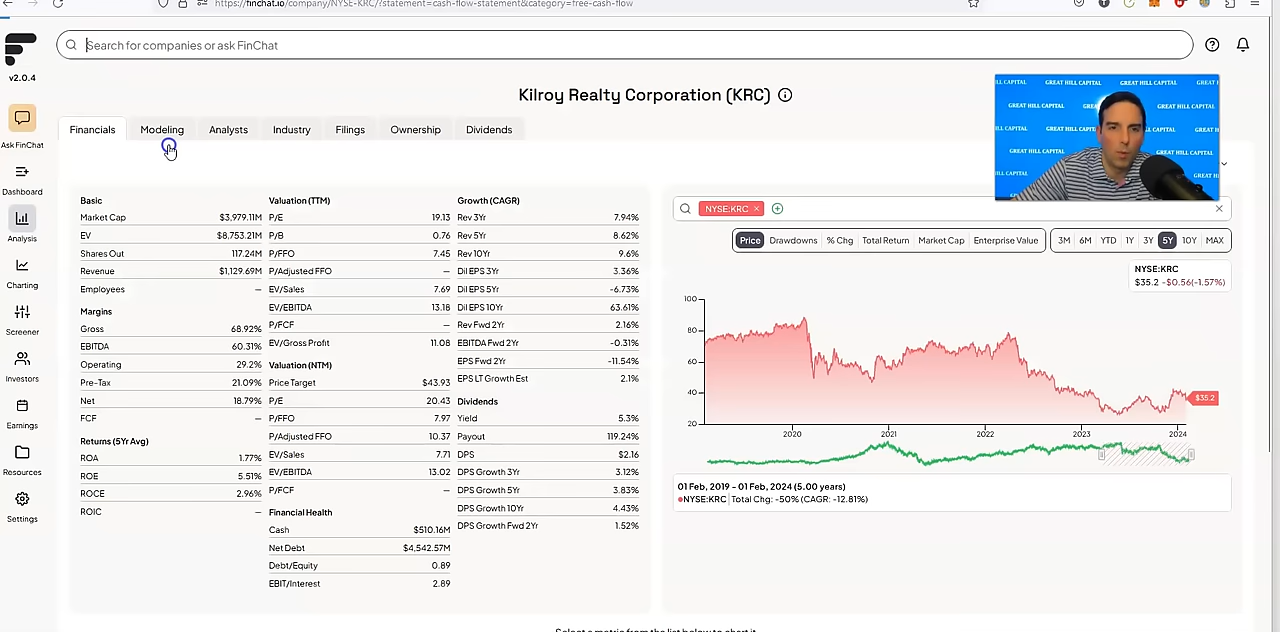 https://finchat.io/company/NYSE-KRC/?statement=cash-flow-statement&category=free-cash-flow
Search for companies or ask FinChat
v2.0.4
Ask FinChat
Dashboard
Analysis
Charting
Screener
Investors
Earnings
Resources
Settings
Kilroy Realty Corporation (KRC)
Financials Modeling Analysts Industry Filings Ownership Dividends
Basic
Market Cap $3,979.11M
EV $8,753.21M
Shares Out 117.24M
Revenue $1,129.69M
Employees —
Margins
Gross 68.92%
EBITDA 60.31%
Operating 29.2%
Pre-Tax 21.09%
Net 18.79%
FCF —
Returns (5Yr Avg)
ROA 1.77%
ROE 5.51%
ROCE 2.96%
ROIC —
Valuation (TTM)
P/E 19.13
P/B 0.76
P/FFO 7.45
P/Adjusted FFO —
EV/Sales 7.69
EV/EBITDA 13.18
P/FCF —
EV/Gross Profit 11.08
Valuation (NTM)
Price Target $43.93
P/E 20.43
P/FFO 7.97
P/Adjusted FFO 10.37
EV/Sales 7.71
EV/EBITDA 13.02
P/FCF —
Financial Health
Cash $510.16M
Net Debt $4,542.57M
Debt/Equity 0.89
EBIT/Interest 2.89
Growth (CAGR)
Rev 3Yr 7.94%
Rev 5Yr 8.62%
Rev 10Yr 9.6%
Dil EPS 3Yr 3.36%
Dil EPS 5Yr -6.73%
Dil EPS 10Yr 63.61%
Rev Fwd 2Yr 2.16%
EBITDA Fwd 2Yr -0.31%
EPS Fwd 2Yr -11.54%
EPS LT Growth Est 2.1%
Dividends
Yield 5.3%
Payout 119.24%
DPS $2.16
DPS Growth 3Yr 3.12%
DPS Growth 5Yr 3.83%
DPS Growth 10Yr 4.43%
DPS Growth Fwd 2Yr 1.52%
GREAT HILL CAPITAL
NYSE:KRC
Price Drawdowns % Chg Total Return Market Cap Enterprise Value
3M 6M YTD 1Y 3Y 5Y 10Y MAX
NYSE:KRC
$35.2 -$0.56(-1.57%)
100
80
60
40
20
$35.2
2020 2021 2022 2023 2024
01 Feb, 2019 - 01 Feb, 2024 (5.00 years)
NYSE:KRC | Total Chg: -50% (CAGR: -12.81%)
Select a metric from the list below to chart it